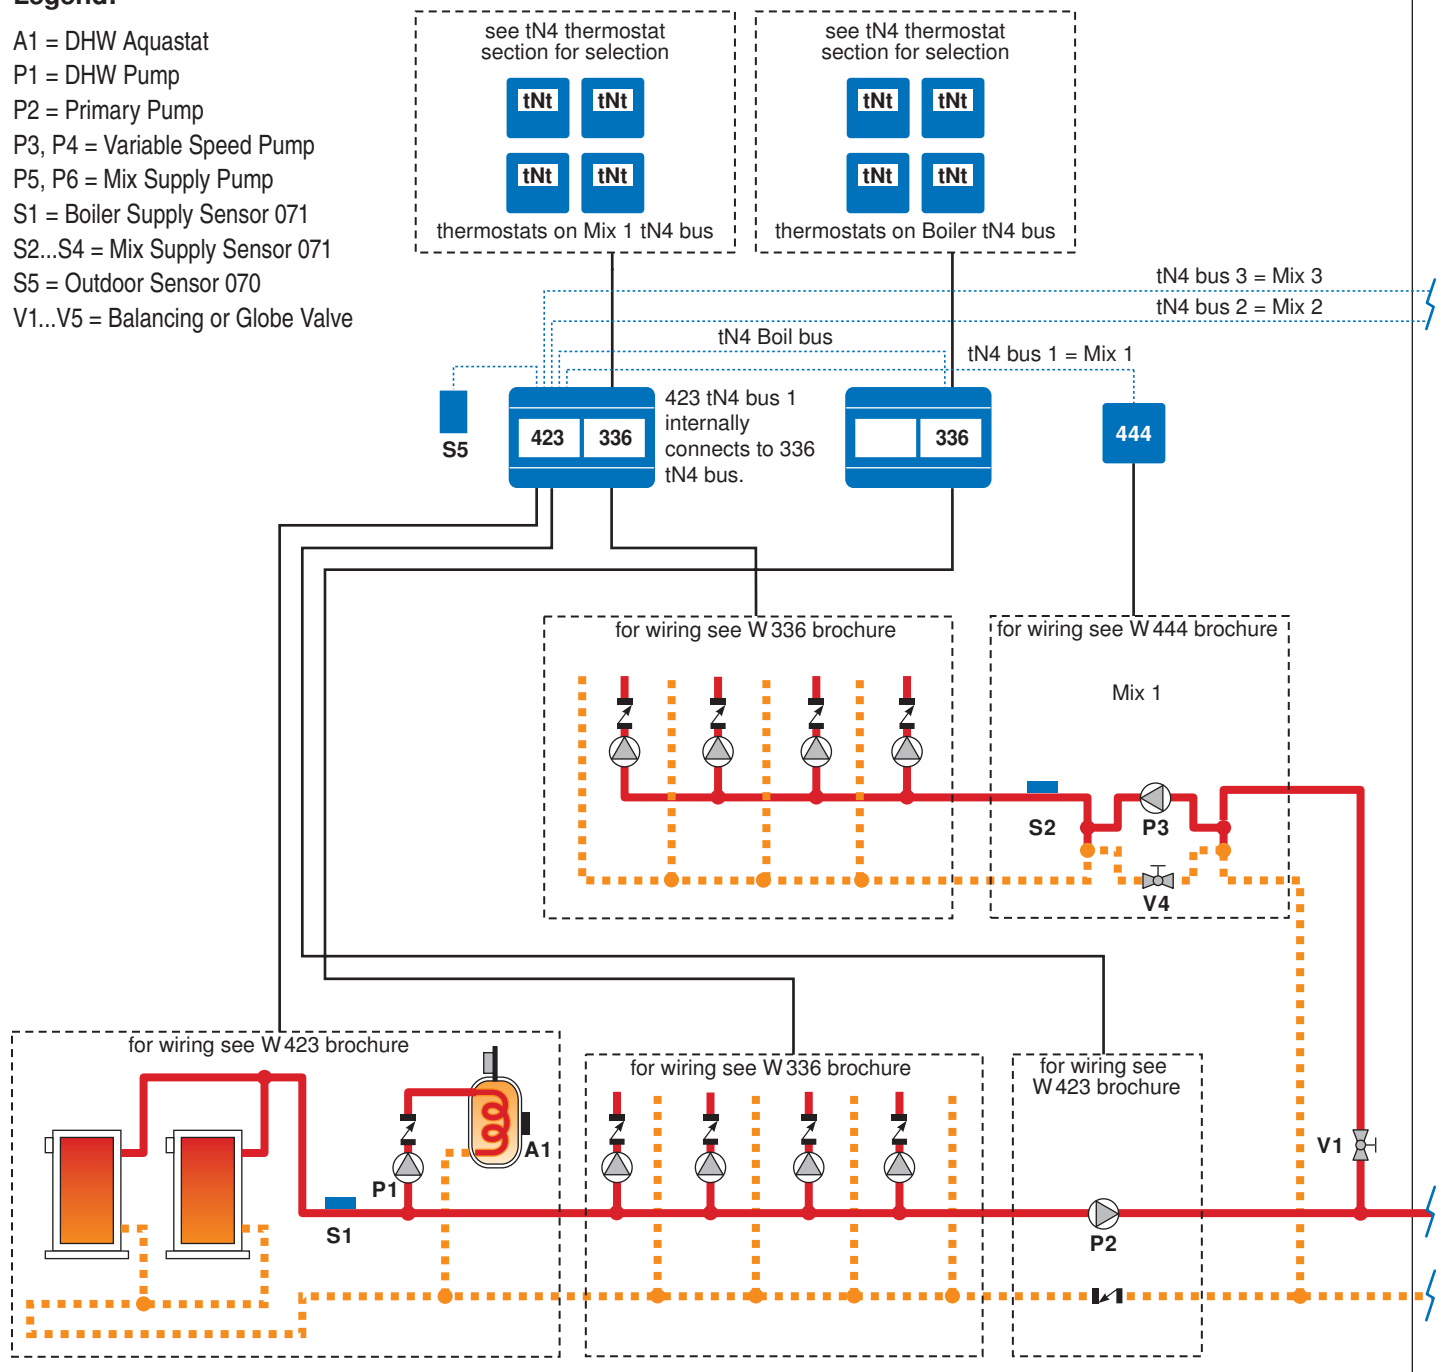 Legend:
A1 = DHW Aquastat
P1 = DHW Pump
P2 = Primary Pump
P3, P4 = Variable Speed Pump
P5, P6 = Mix Supply Pump
S1 = Boiler Supply Sensor 071
S2...S4 = Mix Supply Sensor 071
S5 = Outdoor Sensor 070
V1...V5 = Balancing or Globe Valve
see tN4 thermostat
section for selection
tNt tNt
tNt tNt
thermostats on Mix 1 tN4 bus
see tN4 thermostat
section for selection
tNt tNt
tNt tNt
thermostats on Boiler tN4 bus
tN4 bus 3 = Mix 3
tN4 bus 2 = Mix 2
tN4 Boil bus
tN4 bus 1 = Mix 1
S5
423 336
423 tN4 bus 1
internally
connects to 336
tN4 bus.
336
444
for wiring see W 336 brochure
for wiring see W 444 brochure
Mix 1
S2
P3
V4
for wiring see W 423 brochure
A1
P1
S1
for wiring see W 336 brochure
for wiring see
W 423 brochure
P2
V1